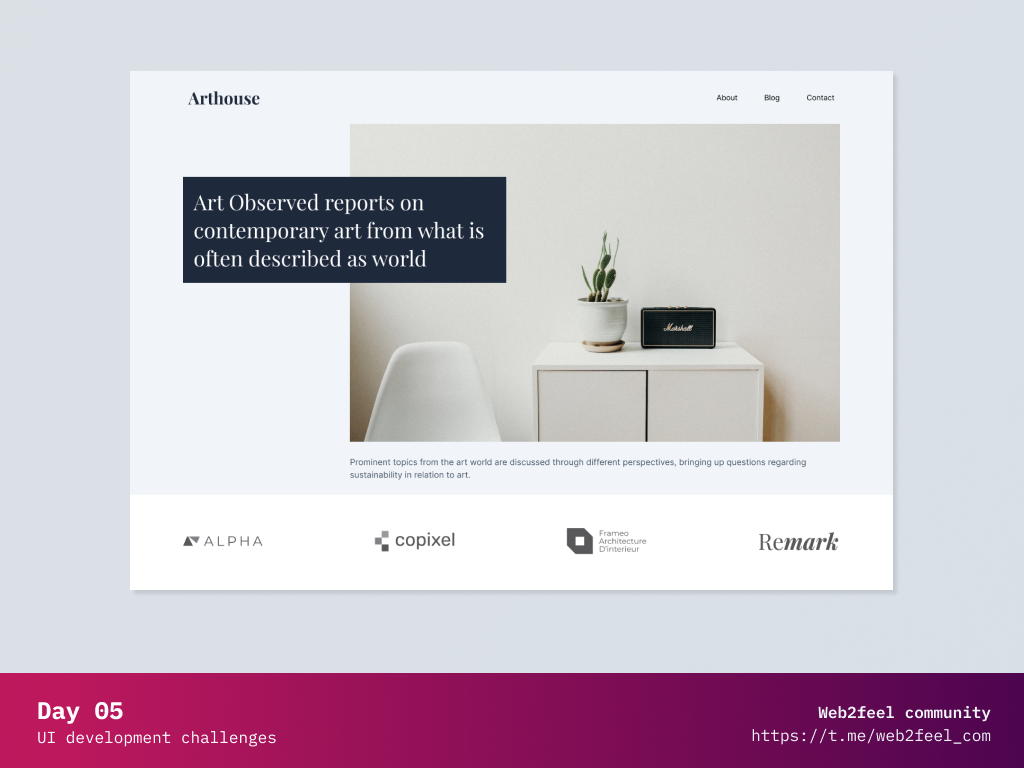 Arthouse
About Blog Contact
Art Observed reports on
contemporary art from what is
often described as world
Marshall
Prominent topics from the art world are discussed through different perspectives, bringing up questions regarding
sustainability in relation to art.
ALPHA
copixel
Frameo
Architecture
D'interieur
Remark
Day 05
UI development challenges
Web2feel community
https://t.me/web2feel_com